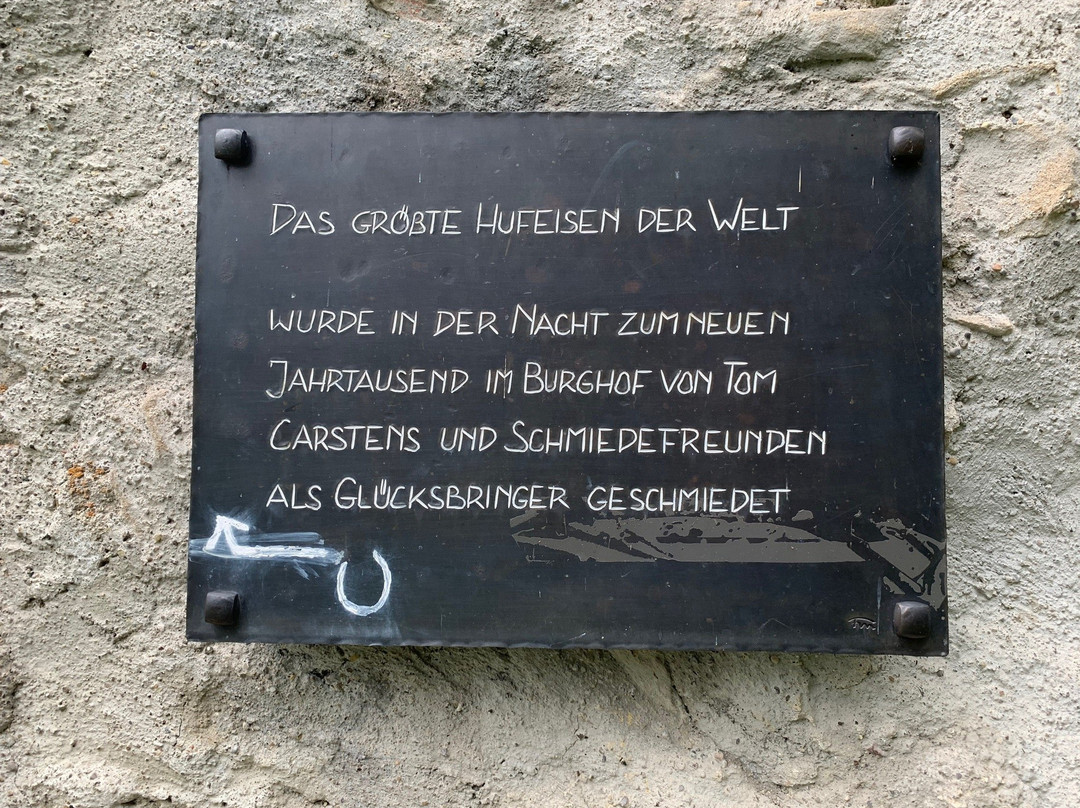 DAS GRÖßTE HUFEISEN DER WELT
WURDE IN DER NACHT ZUM NEUEN
JAHRTAUSEND IM BURGHOF VON TOM
CARSTENS UND SCHMIEDEFREUNDEN
ALS GLÜCKSBRINGER GESCHMIEDET